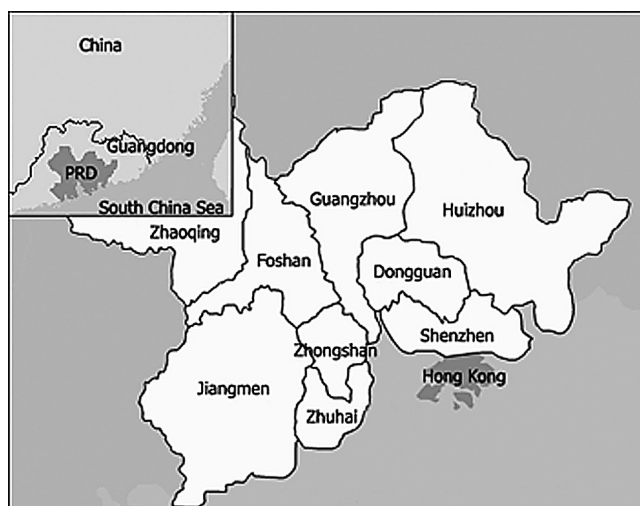 China
Guangdong
PRD
South China Sea
Zhaoqing
Guangzhou
Huizhou
Foshan
Dongguan
Shenzhen
Zhongshan
Hong Kong
Jiangmen
Zhuhai